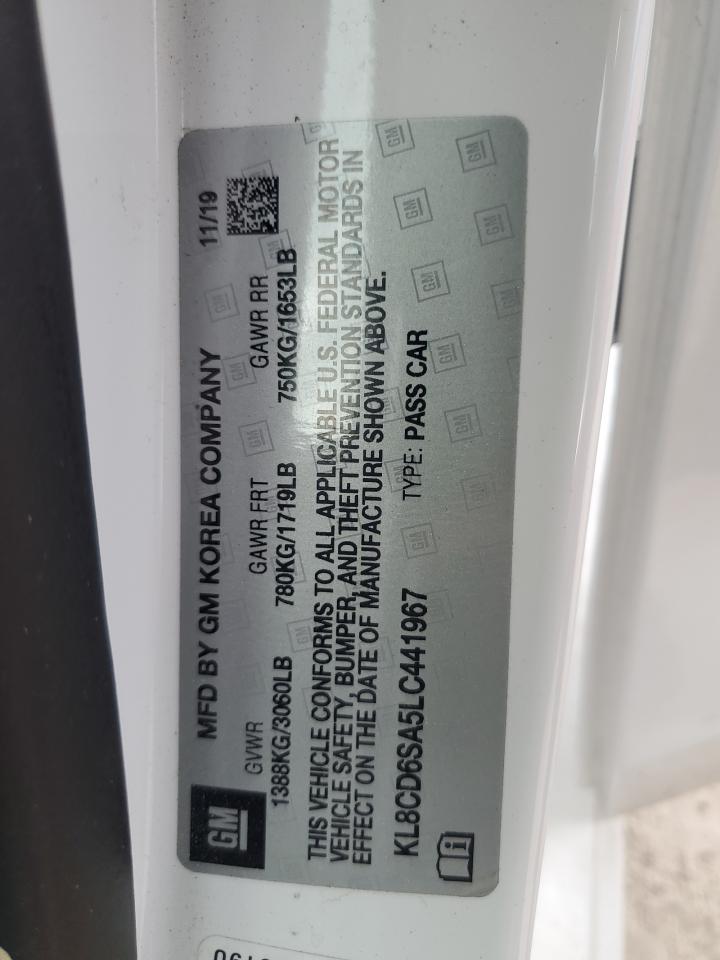 GM
MFD BY GM KOREA COMPANY 11/19
GVWR GAWR FRT GAWR RR
1388KG/3060LB 780KG/1719LB 750KG/1653LB
THIS VEHICLE CONFORMS TO ALL APPLICABLE U.S. FEDERAL MOTOR
VEHICLE SAFETY, BUMPER, AND THEFT PREVENTION STANDARDS IN
EFFECT ON THE DATE OF MANUFACTURE SHOWN ABOVE.
KL8CD6SA5LC441967 TYPE: PASS CAR